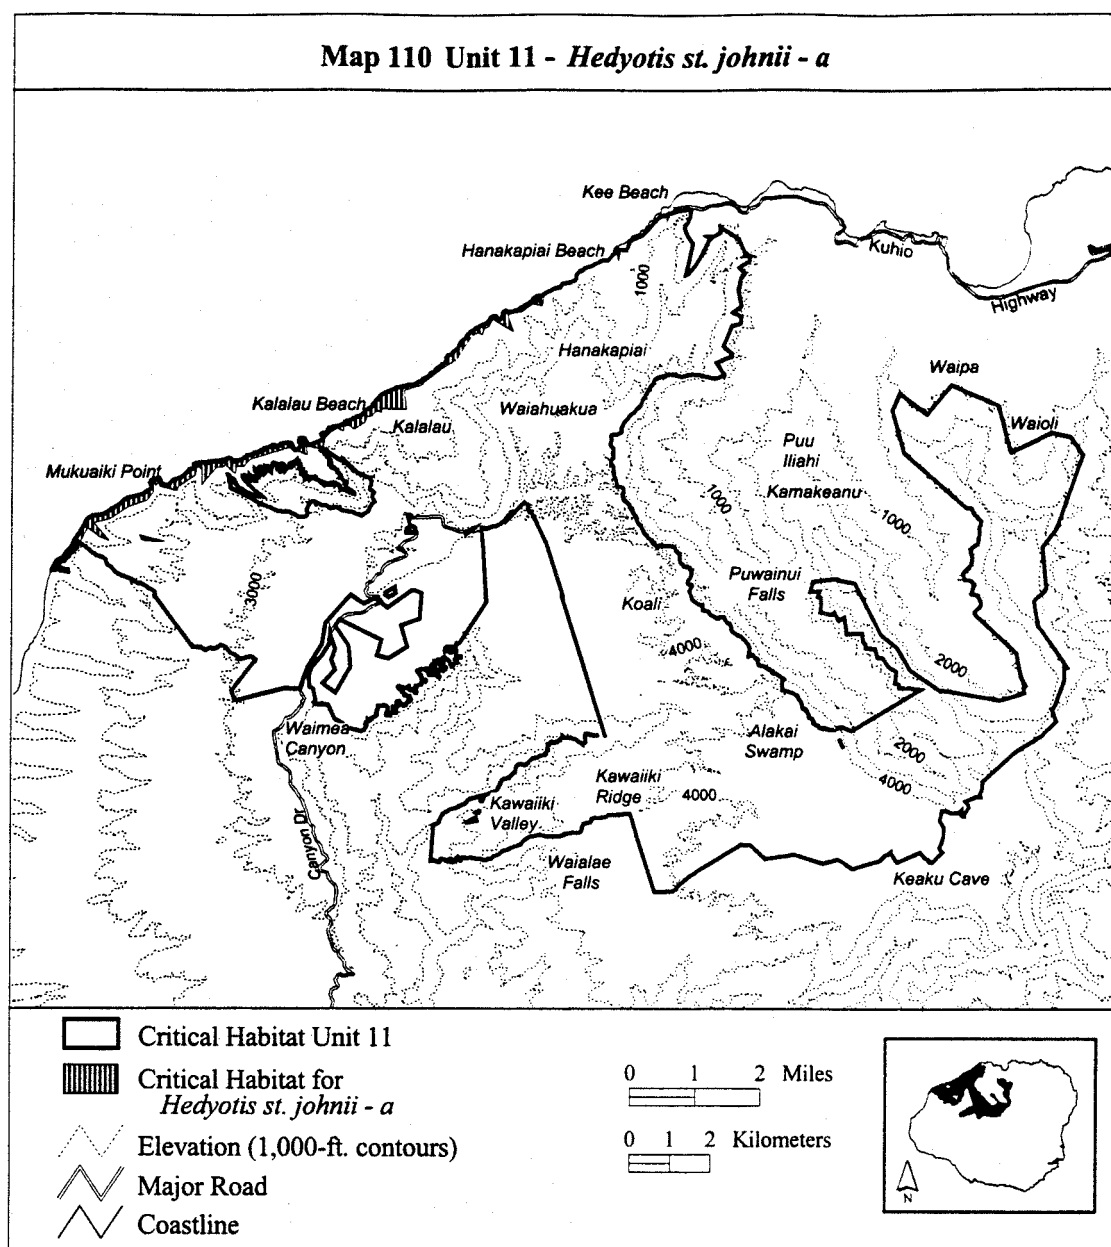 Map 110 Unit 11 - Hedyotis st. johnii - a
Kee Beach
Hanakapiai Beach
Kuhio
Highway
1000
Hanakapiai
Waipa
Kalalau Beach
Waiahuakua
Kalalau
Waioli
Puu
Iliahi
Mukuaiki Point
Kamakeanu
1000
1000
3000
Puwainui
Falls
Koali
4000
2000
Waimea
Canyon
Alakai
Swamp
2000
4000
Kawaiiki
Ridge
4000
Kawaiiki
Valley
Canyon Dr
Waialae
Falls
Keaku Cave
Critical Habitat Unit 11
Critical Habitat for
Hedyotis st. johnii - a
Elevation (1,000-ft. contours)
Major Road
Coastline
0 1 2 Miles
0 1 2 Kilometers
N